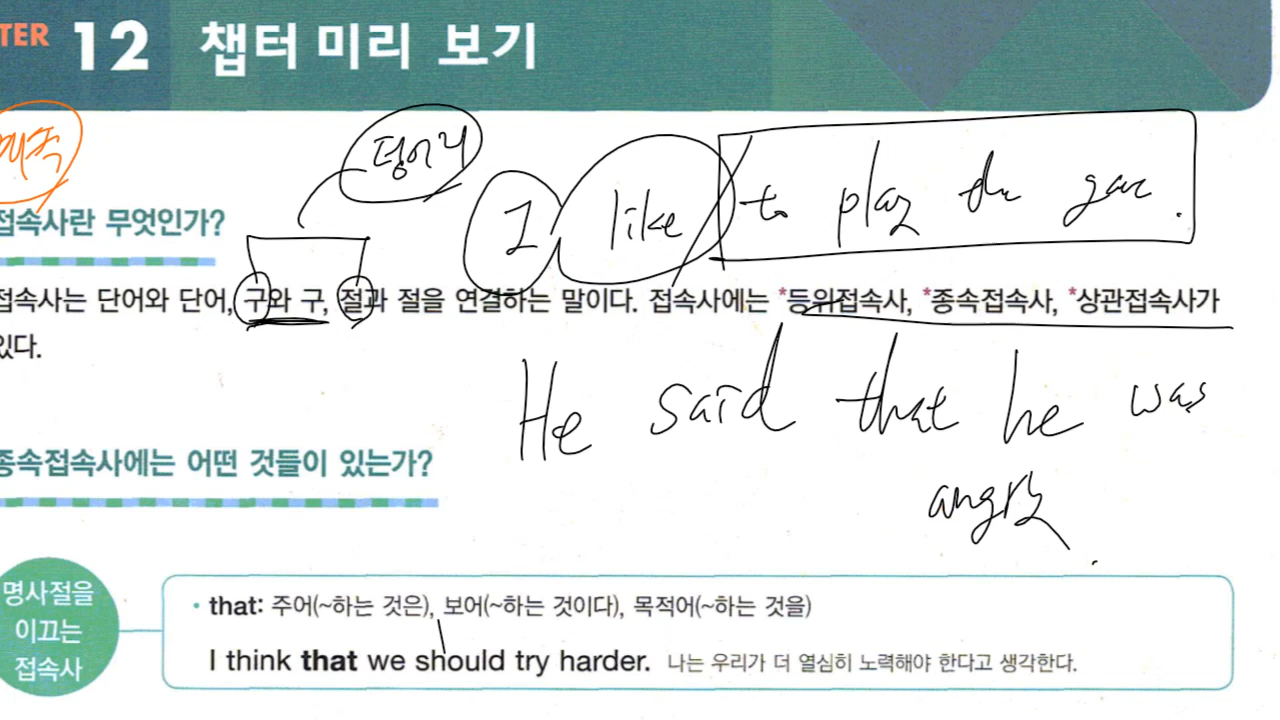 TER 12 챕터 미리 보기
덩어리
I like to play the
접속사란 무엇인가?
접속사는 단어와 단어, 구와 구, 절과 절을 연결하는 말이다. 접속사에는 *등위접속사, *종속접속사, *상관접속사가
있다.
He said that he was
angry.
종속접속사에는 어떤 것들이 있는가?
명사절을
이끄는
접속사
• that: 주어(~하는 것은), 보어(~하는 것이다), 목적어(~하는 것을)
I think that we should try harder. 나는 우리가 더 열심히 노력해야 한다고 생각한다.